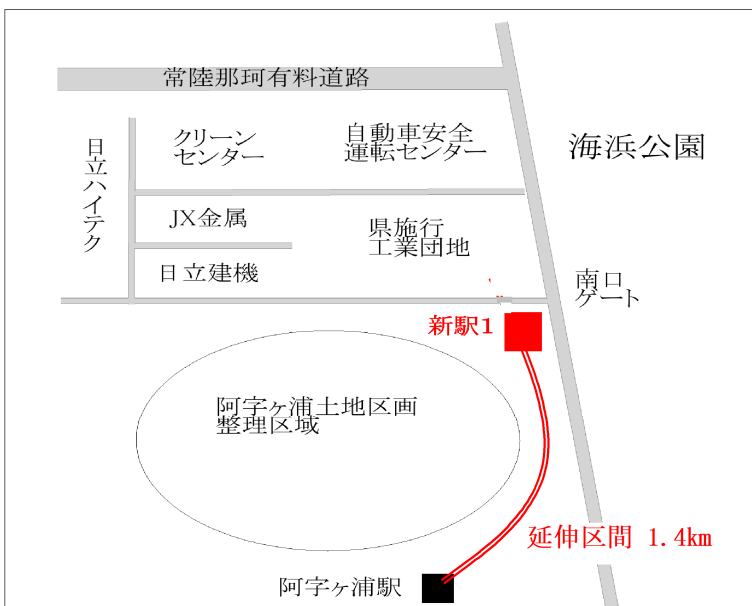 常陸那珂有料道路
日立ハイテク
クリーン
センター
自動車安全
運転センター
海浜公園
JX金属
県施行
工業団地
日立建機
南口
ゲート
新駅1
阿字ヶ浦土地区画
整理区域
延伸区間 1.4km
阿字ヶ浦駅